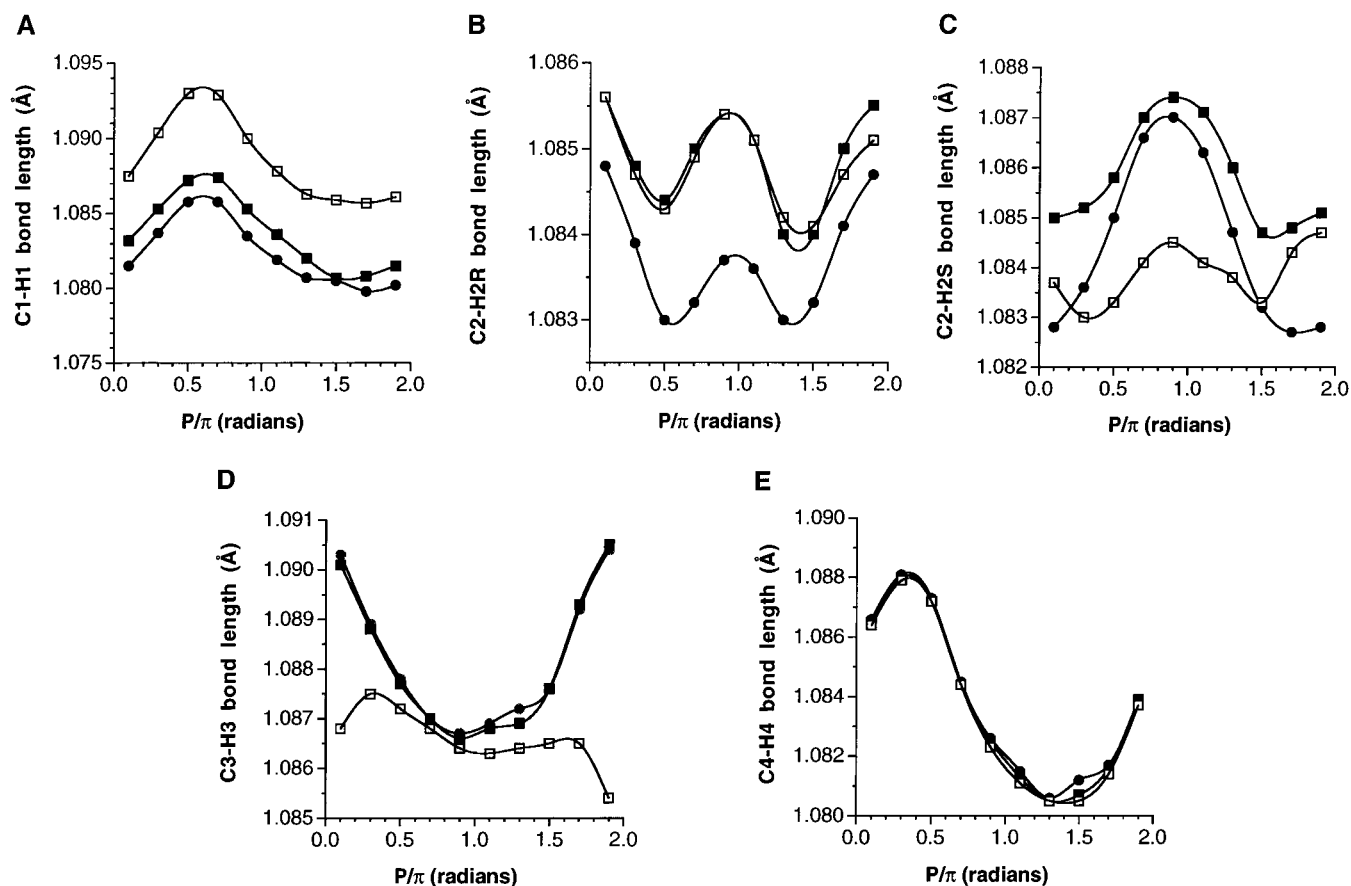 A
C1-H1 bond length (Å)
1.095
1.090
1.085
1.080
1.075
0.0 0.5 1.0 1.5 2.0
P/π (radians)
B
C2-H2R bond length (Å)
1.086
1.085
1.084
1.083
0.0 0.5 1.0 1.5 2.0
P/π (radians)
C
C2-H2S bond length (Å)
1.088
1.087
1.086
1.085
1.084
1.083
1.082
0.0 0.5 1.0 1.5 2.0
P/π (radians)
D
C3-H3 bond length (Å)
1.091
1.090
1.089
1.088
1.087
1.086
1.085
0.0 0.5 1.0 1.5 2.0
P/π (radians)
E
C4-H4 bond length (Å)
1.090
1.088
1.086
1.084
1.082
1.080
0.0 0.5 1.0 1.5 2.0
P/π (radians)